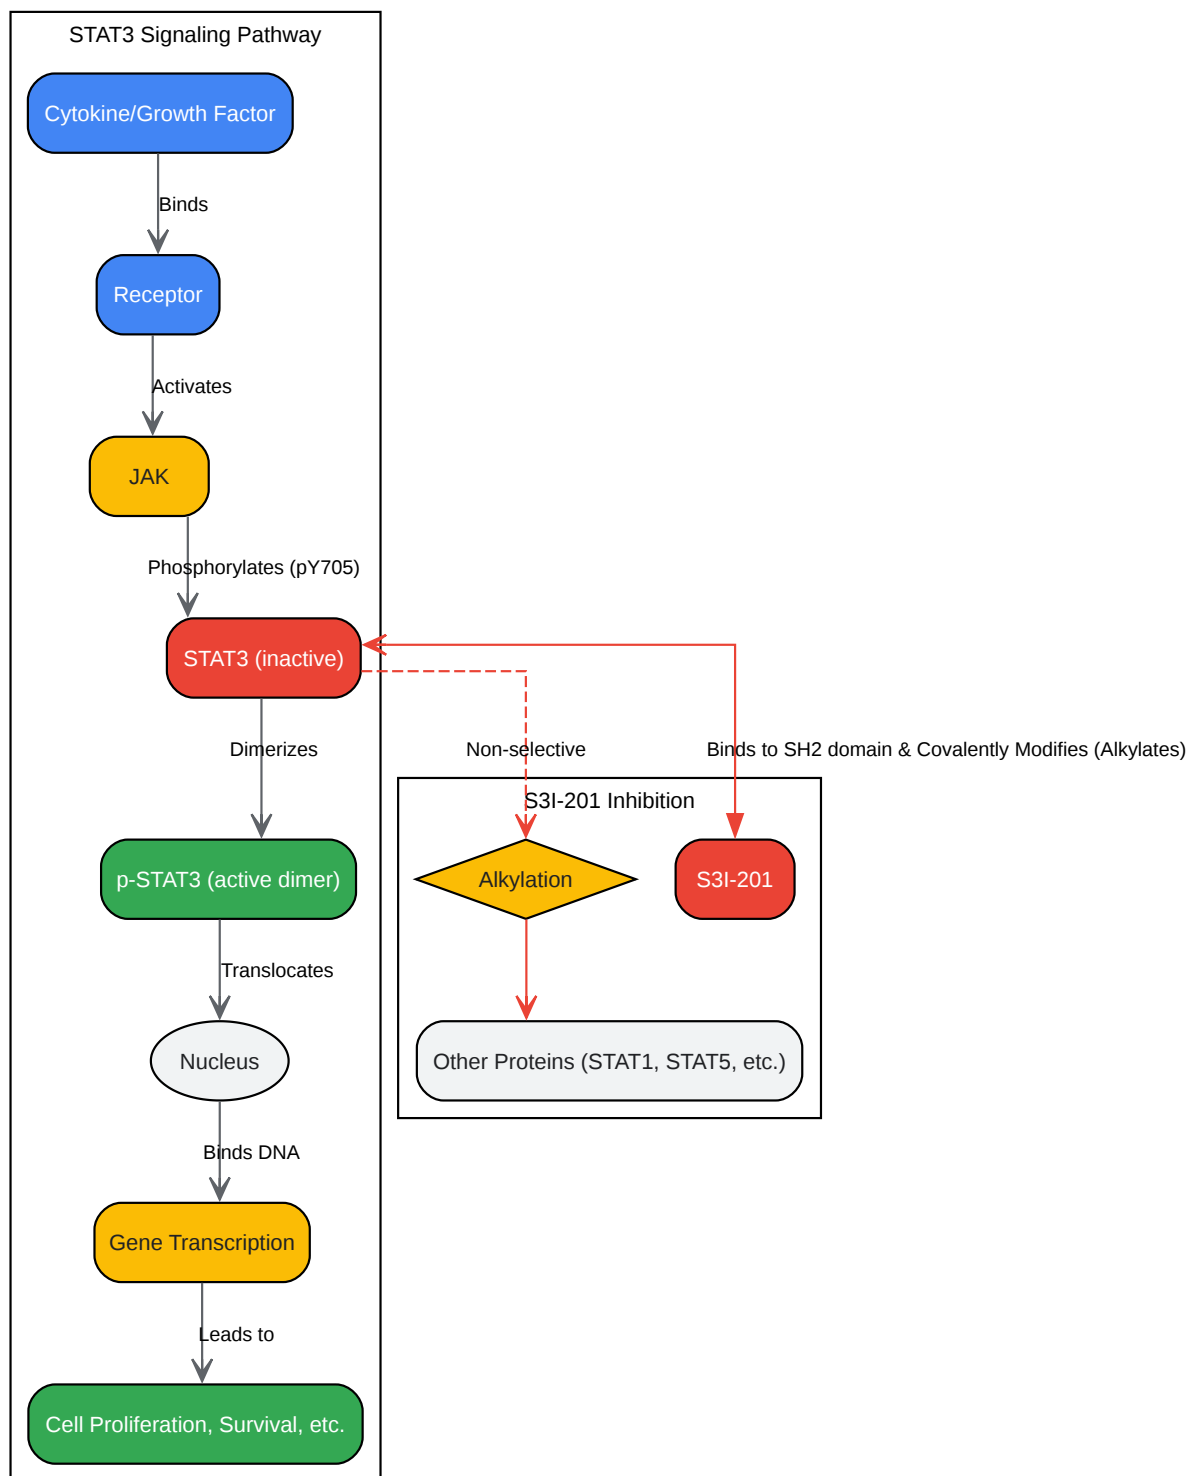 STAT3 Signaling Pathway
Cytokine/Growth Factor
Binds
Receptor
Activates
JAK
Phosphorylates (pY705)
STAT3 (inactive)
Dimerizes
Non-selective
Binds to SH2 domain & Covalently Modifies (Alkylates)
S3I-201 Inhibition
p-STAT3 (active dimer)
Alkylation
S3I-201
Translocates
Nucleus
Other Proteins (STAT1, STAT5, etc.)
Binds DNA
Gene Transcription
Leads to
Cell Proliferation, Survival, etc.